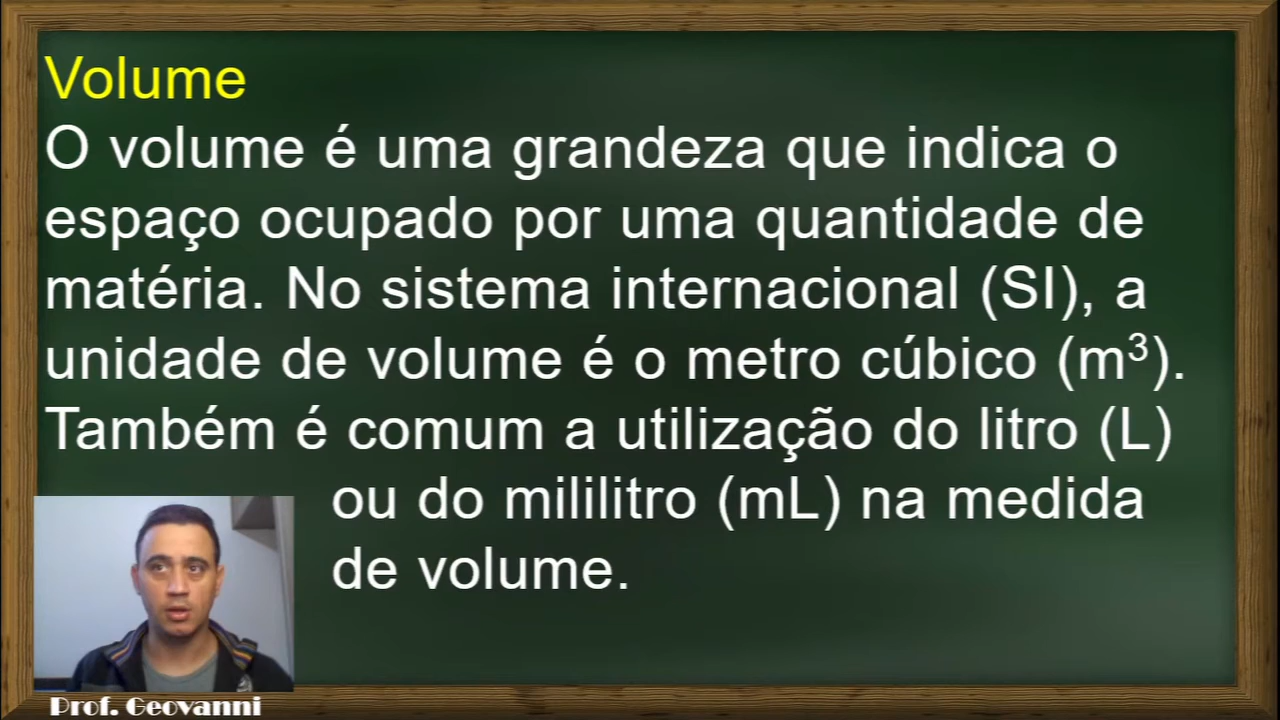 Volume
O volume é uma grandeza que indica o
espaço ocupado por uma quantidade de
matéria. No sistema internacional (SI), a
unidade de volume é o metro cúbico (m³).
Também é comum a utilização do litro (L)
ou do mililitro (mL) na medida
de volume.
Prof. Geovanni